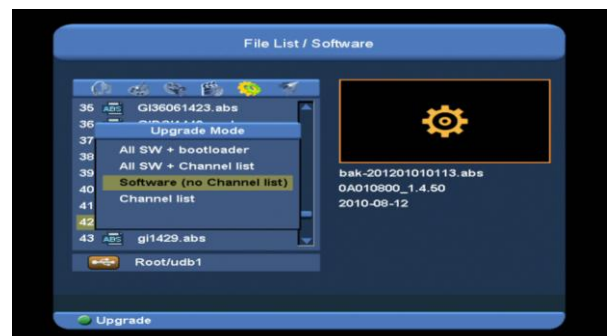 File List / Software
35 ABS GI36061423.abs
36
Upgrade Mode
37
All SW + bootloader
38
All SW + Channel list
39
Software (no Channel list)
40
Channel list
41
42
43 ABS gi1429.abs
Root/udb1
bak-201201010113.abs
0A010800_1.4.50
2010-08-12
Upgrade